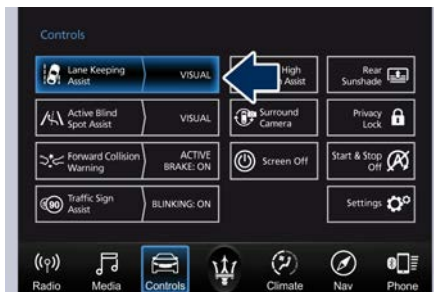 Controls
Lane Keeping
Assist
VISUAL
High
Assist
Rear
Sunshade
Active Blind
Spot Assist
VISUAL
Surround
Camera
Privacy
Lock
Forward Collision
Warning
ACTIVE
BRAKE: ON
Screen Off
Start & Stop
Off
90
Traffic Sign
Assist
BLINKING: ON
Settings
Radio
Media
Controls
Climate
Nav
Phone